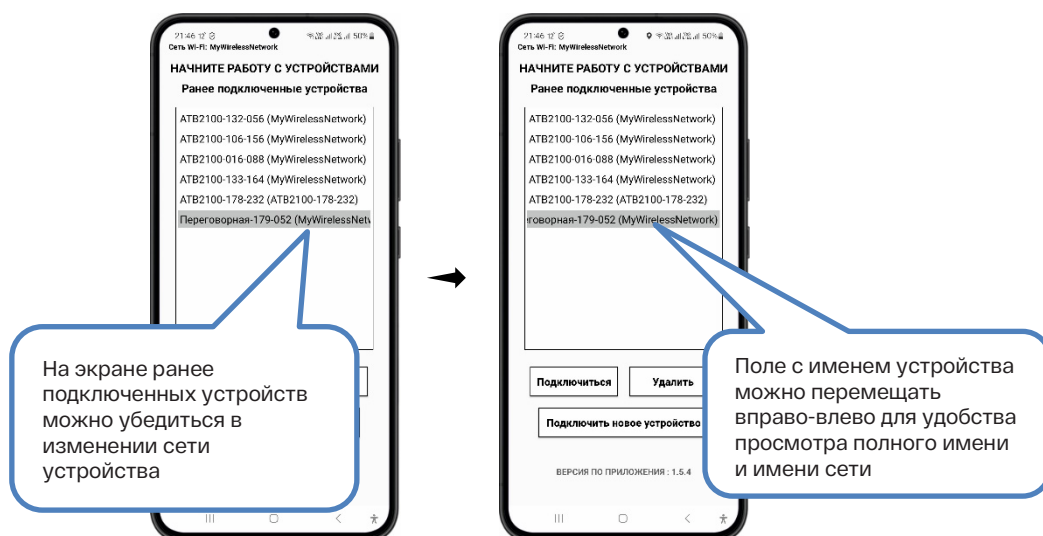 21:46
50%
Сеть Wi-Fi: MyWirelessNetwork
НАЧНИТЕ РАБОТУ С УСТРОЙСТВАМИ
Ранее подключенные устройства
ATB2100-132-056 (MyWirelessNetwork)
ATB2100-106-156 (MyWirelessNetwork)
ATB2100-016-088 (MyWirelessNetwork)
ATB2100-133-164 (MyWirelessNetwork)
ATB2100-178-232 (ATB2100-178-232)
Переговорная-179-052 (MyWirelessNetw
На экране ранее
подключенных устройств
можно убедиться в
изменении сети
устройства
21:46
50%
Сеть Wi-Fi: MyWirelessNetwork
НАЧНИТЕ РАБОТУ С УСТРОЙСТВАМИ
Ранее подключенные устройства
ATB2100-132-056 (MyWirelessNetwork)
ATB2100-106-156 (MyWirelessNetwork)
ATB2100-016-088 (MyWirelessNetwork)
ATB2100-133-164 (MyWirelessNetwork)
ATB2100-178-232 (ATB2100-178-232)
говорная-179-052 (MyWirelessNetwork)
Подключиться
Удалить
Подключить новое устройство
ВЕРСИЯ ПО ПРИЛОЖЕНИЯ : 1.5.4
Поле с именем устройства
можно перемещать
вправо-влево для удобства
просмотра полного имени
и имени сети